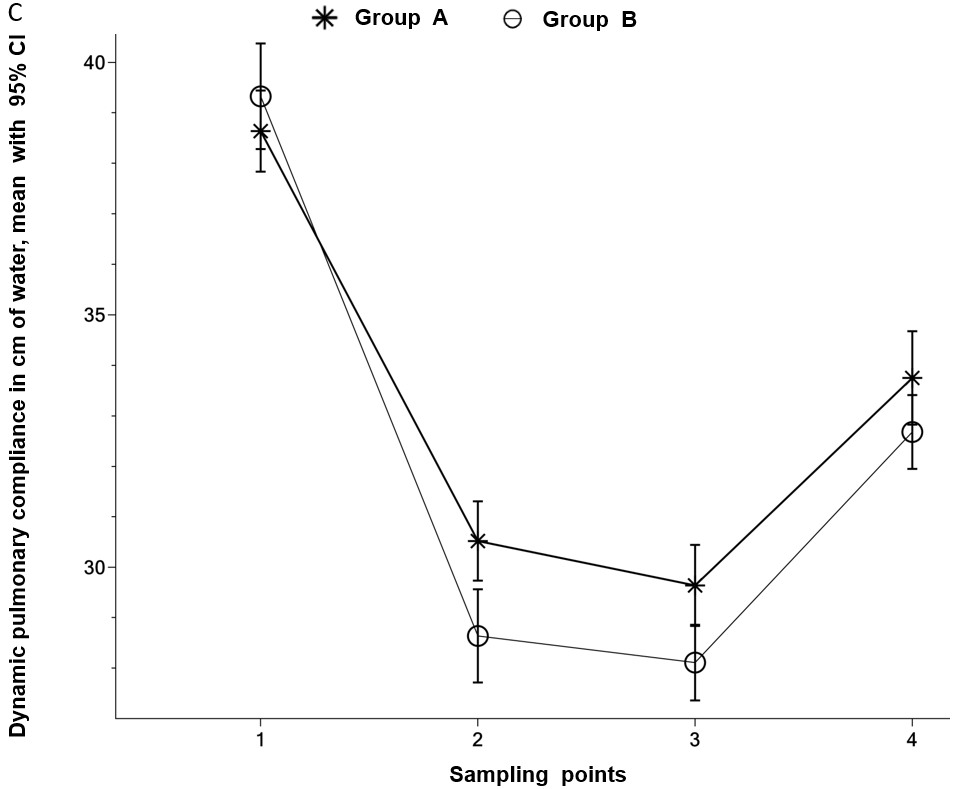 C
Group A
Group B
Dynamic pulmonary compliance in cm of water, mean with 95% CI
40
35
30
1 2 3 4
Sampling points